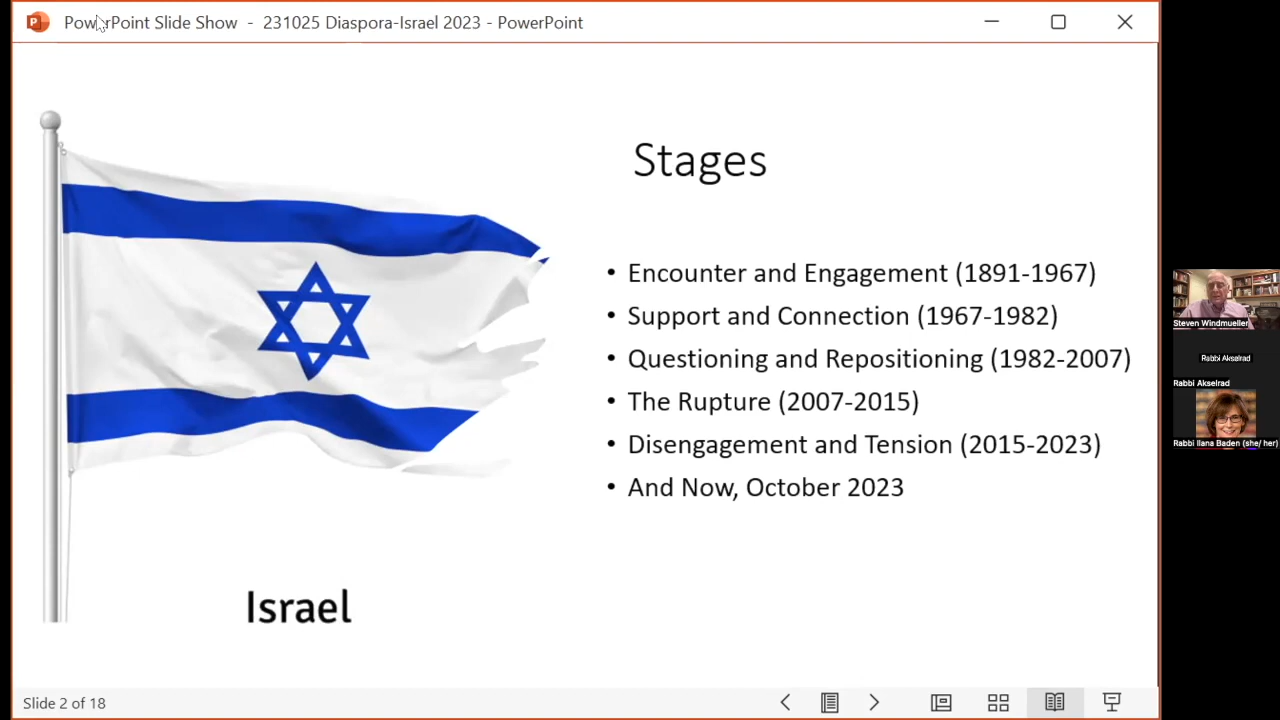 PowerPoint Slide Show - 231025 Diaspora-Israel 2023 - PowerPoint
Stages
• Encounter and Engagement (1891-1967)
• Support and Connection (1967-1982)
• Questioning and Repositioning (1982-2007)
• The Rupture (2007-2015)
• Disengagement and Tension (2015-2023)
• And Now, October 2023
Israel
Steven Windmueller
Rabbi Akselrad
Rabbi Akselrad
Rabbi Ilana Baden (she/ her)
Slide 2 of 18